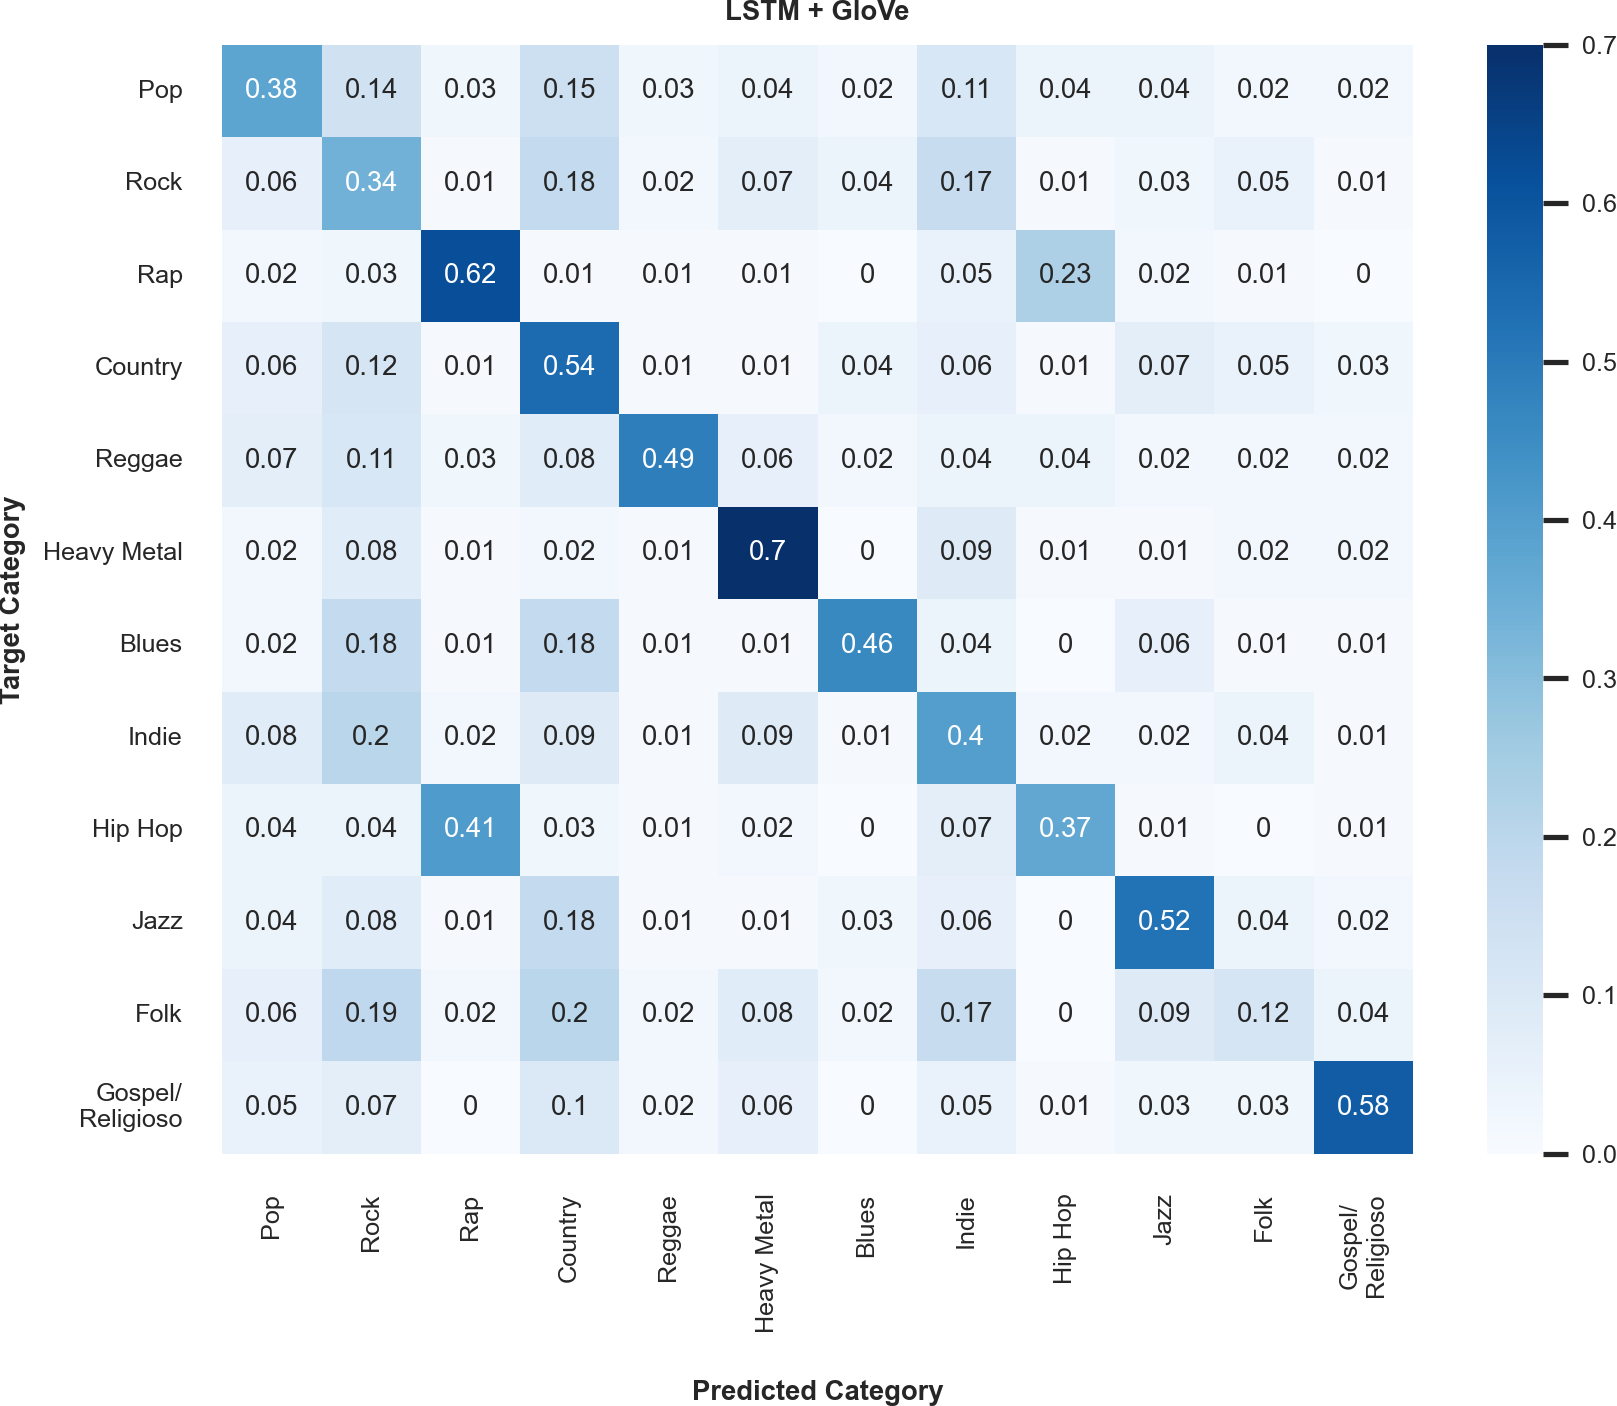 LSTM + GloVe
Pop 0.38 0.14 0.03 0.15 0.03 0.04 0.02 0.11 0.04 0.04 0.02 0.02
Rock 0.06 0.34 0.01 0.18 0.02 0.07 0.04 0.17 0.01 0.03 0.05 0.01
Rap 0.02 0.03 0.62 0.01 0.01 0.01 0 0.05 0.23 0.02 0.01 0
Country 0.06 0.12 0.01 0.54 0.01 0.01 0.04 0.06 0.01 0.07 0.05 0.03
Reggae 0.07 0.11 0.03 0.08 0.49 0.06 0.02 0.04 0.04 0.02 0.02 0.02
Heavy Metal 0.02 0.08 0.01 0.02 0.01 0.7 0 0.09 0.01 0.01 0.02 0.02
Blues 0.02 0.18 0.01 0.18 0.01 0.01 0.46 0.04 0 0.06 0.01 0.01
Indie 0.08 0.2 0.02 0.09 0.01 0.09 0.01 0.4 0.02 0.02 0.04 0.01
Hip Hop 0.04 0.04 0.41 0.03 0.01 0.02 0 0.07 0.37 0.01 0 0.01
Jazz 0.04 0.08 0.01 0.18 0.01 0.01 0.03 0.06 0 0.52 0.04 0.02
Folk 0.06 0.19 0.02 0.2 0.02 0.08 0.02 0.17 0 0.09 0.12 0.04
Gospel/
Religioso 0.05 0.07 0 0.1 0.02 0.06 0 0.05 0.01 0.03 0.03 0.58
Target Category
Pop
Rock
Rap
Country
Reggae
Heavy Metal
Blues
Indie
Hip Hop
Jazz
Folk
Gospel/
Religioso
Predicted Category
0.7
0.6
0.5
0.4
0.3
0.2
0.1
0.0